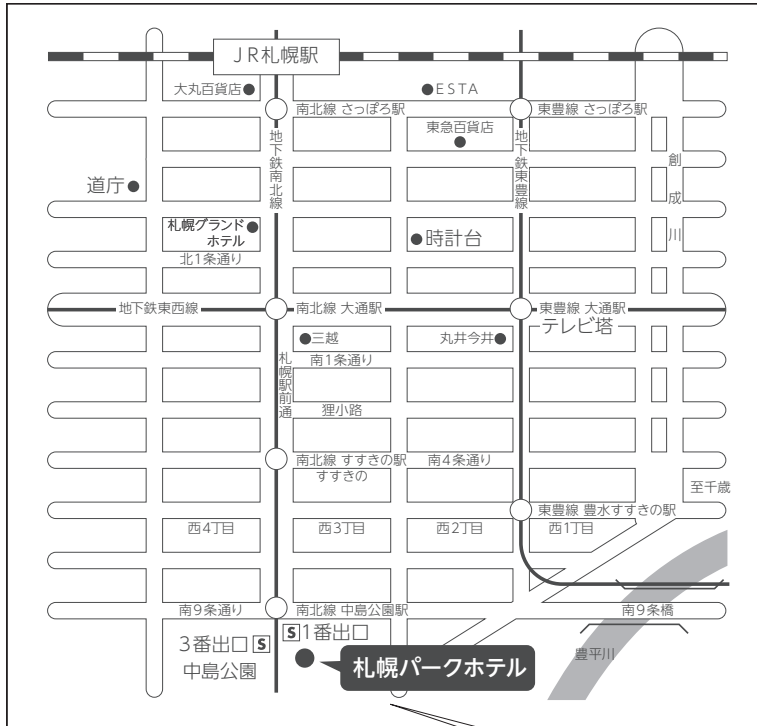 JR札幌駅
大丸百貨店
ESTA
南北線 さっぽろ駅
東豊線 さっぽろ駅
東急百貨店
地下鉄南北線
地下鉄東豊線
創成川
道庁
札幌グランド
ホテル
時計台
北1条通り
地下鉄東西線
南北線 大通駅
東豊線 大通駅
テレビ塔
三越
丸井今井
南1条通り
札幌駅前通
狸小路
南北線 すすきの駅
南4条通り
すすきの
至千歳
東豊線 豊水すすきの駅
西4丁目
西3丁目
西2丁目
西1丁目
南9条通り
南北線 中島公園駅
南9条橋
3番出口 S
S 1番出口
中島公園
札幌パークホテル
豊平川